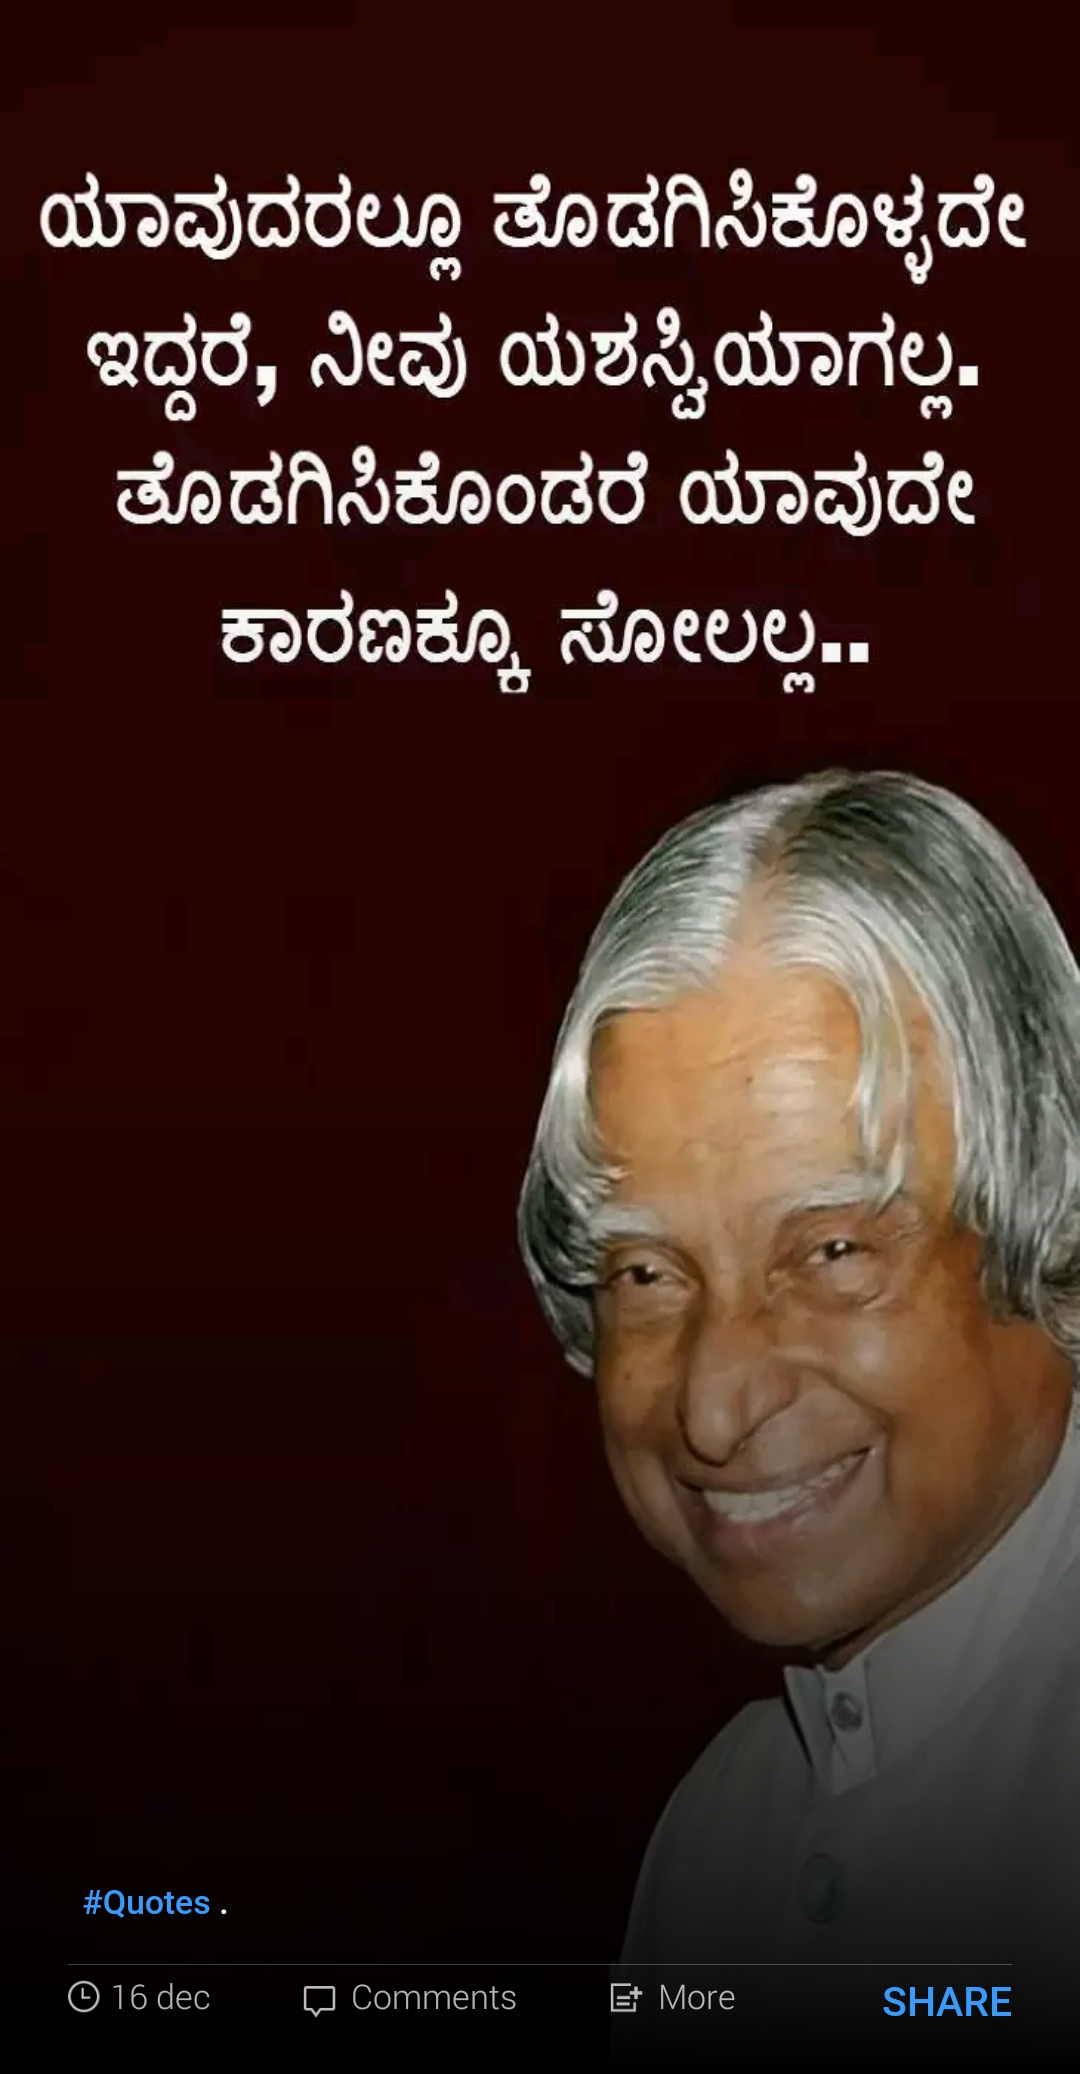 ಯಾವುದರಲ್ಲೂ ತೊಡಗಿಸಿಕೊಳ್ಳದೇ
ಇದ್ದರೆ, ನೀವು ಯಶಸ್ವಿಯಾಗಲ್ಲ.
ತೊಡಗಿಸಿಕೊಂಡರೆ ಯಾವುದೇ
ಕಾರಣಕ್ಕೂ ಸೋಲಲ್ಲ..
#Quotes .
16 dec Comments More SHARE